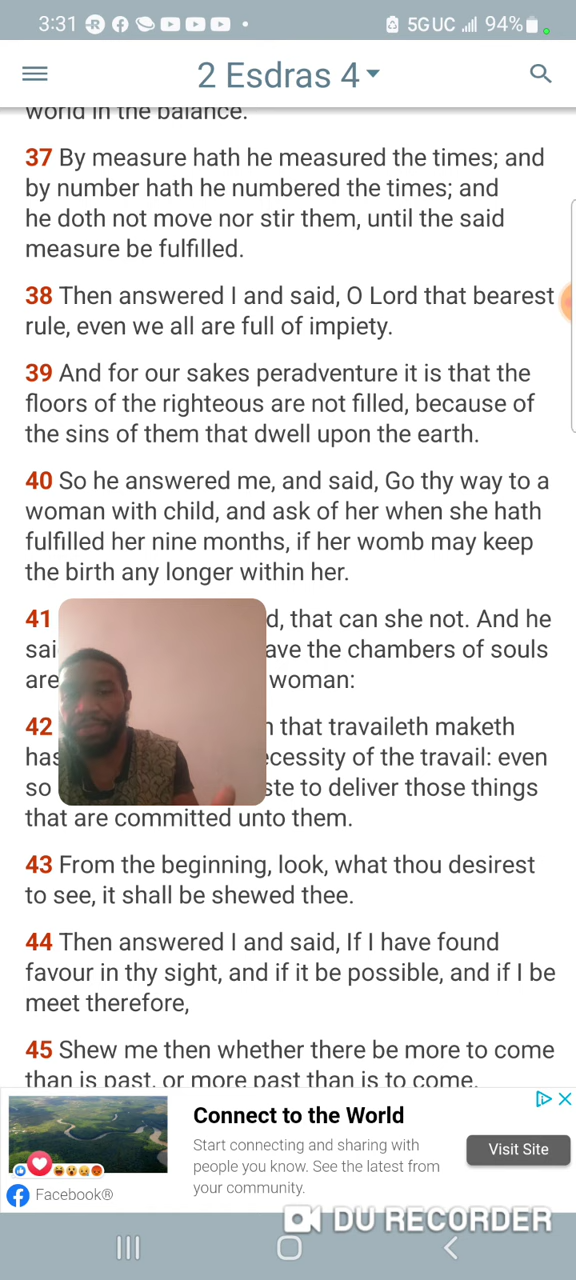 3:31
5G UC
94%
2 Esdras 4
world in the balance.
37 By measure hath he measured the times; and
by number hath he numbered the times; and
he doth not move nor stir them, until the said
measure be fulfilled.
38 Then answered I and said, O Lord that bearest
rule, even we all are full of impiety.
39 And for our sakes peradventure it is that the
floors of the righteous are not filled, because of
the sins of them that dwell upon the earth.
40 So he answered me, and said, Go thy way to a
woman with child, and ask of her when she hath
fulfilled her nine months, if her womb may keep
the birth any longer within her.
41 d, that can she not. And he
sai ave the chambers of souls
are woman:
42 n that travaileth maketh
has ecessity of the travail: even
so ste to deliver those things
that are committed unto them.
43 From the beginning, look, what thou desirest
to see, it shall be shewed thee.
44 Then answered I and said, If I have found
favour in thy sight, and if it be possible, and if I be
meet therefore,
45 Shew me then whether there be more to come
than is past, or more past than is to come.
Connect to the World
Start connecting and sharing with
people you know. See the latest from
your community.
Visit Site
Facebook®
DU RECORDER